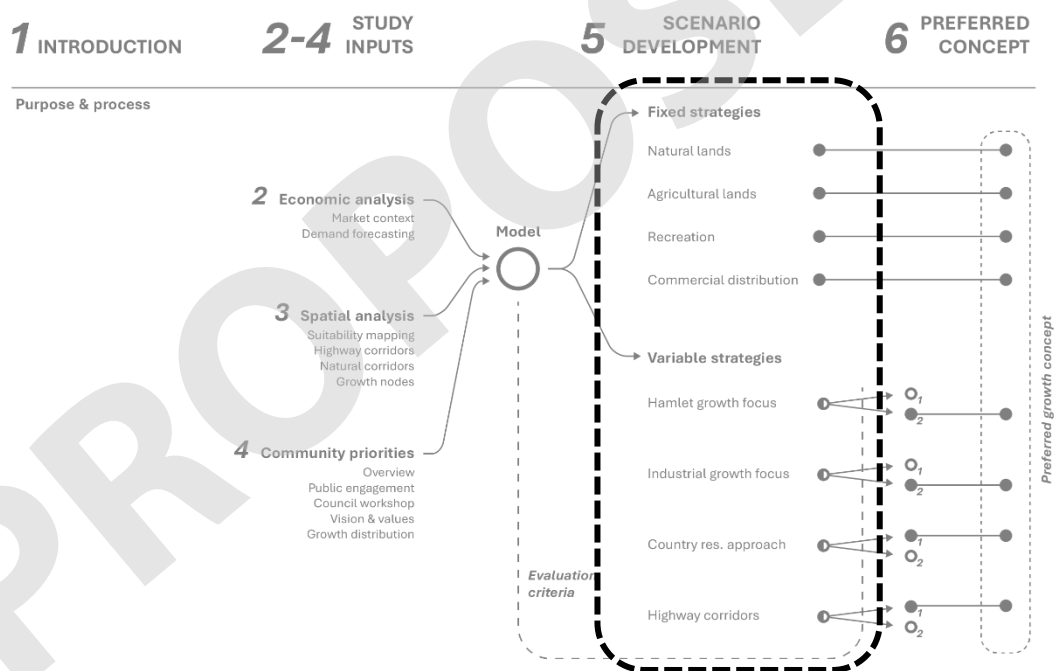 1 INTRODUCTION
2-4 STUDY
INPUTS
5 SCENARIO
DEVELOPMENT
6 PREFERRED
CONCEPT
Purpose & process
2 Economic analysis
Market context
Demand forecasting
3 Spatial analysis
Suitability mapping
Highway corridors
Natural corridors
Growth nodes
4 Community priorities
Overview
Public engagement
Council workshop
Vision & values
Growth distribution
Model
Evaluation
criteria
Fixed strategies
Natural lands
Agricultural lands
Recreation
Commercial distribution
Variable strategies
Hamlet growth focus
1
2
Industrial growth focus
1
2
Country res. approach
1
2
Highway corridors
1
2
Preferred growth concept
PROPOSE